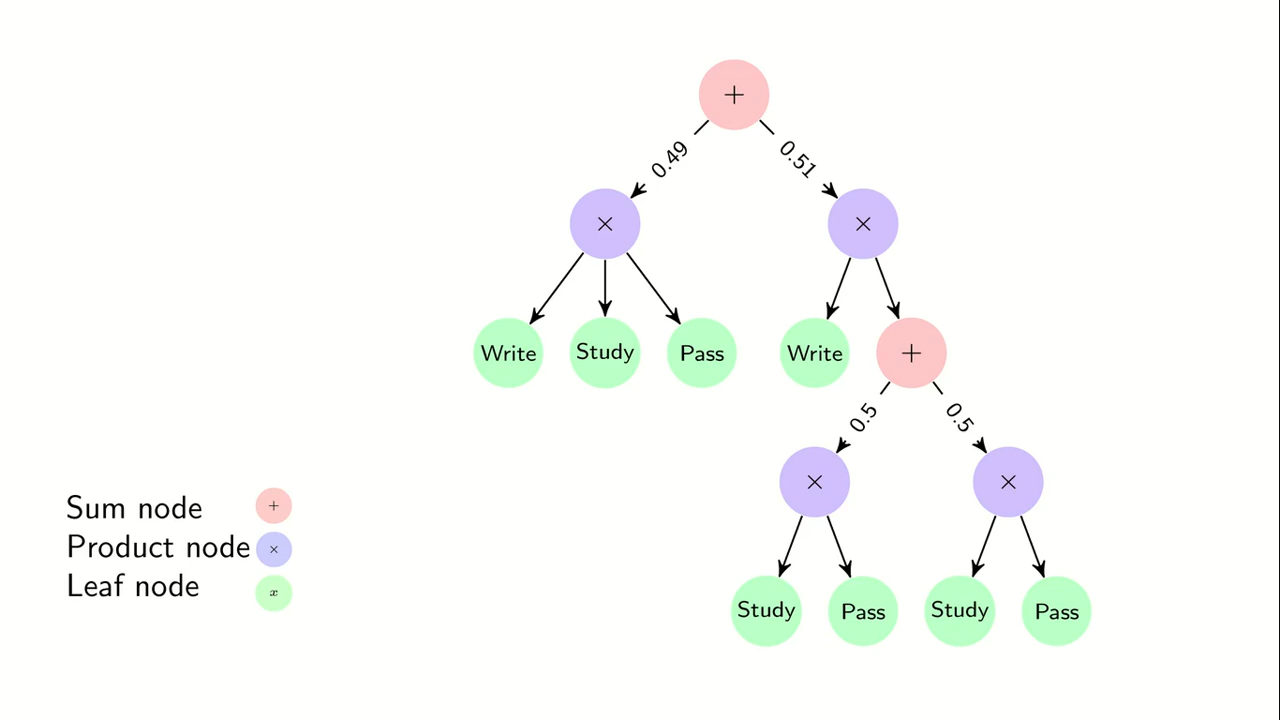 +
0.49 0.51
× ×
Write Study Pass Write +
0.5 0.5
× ×
Sum node +
Product node ×
Leaf node x
Study Pass Study Pass